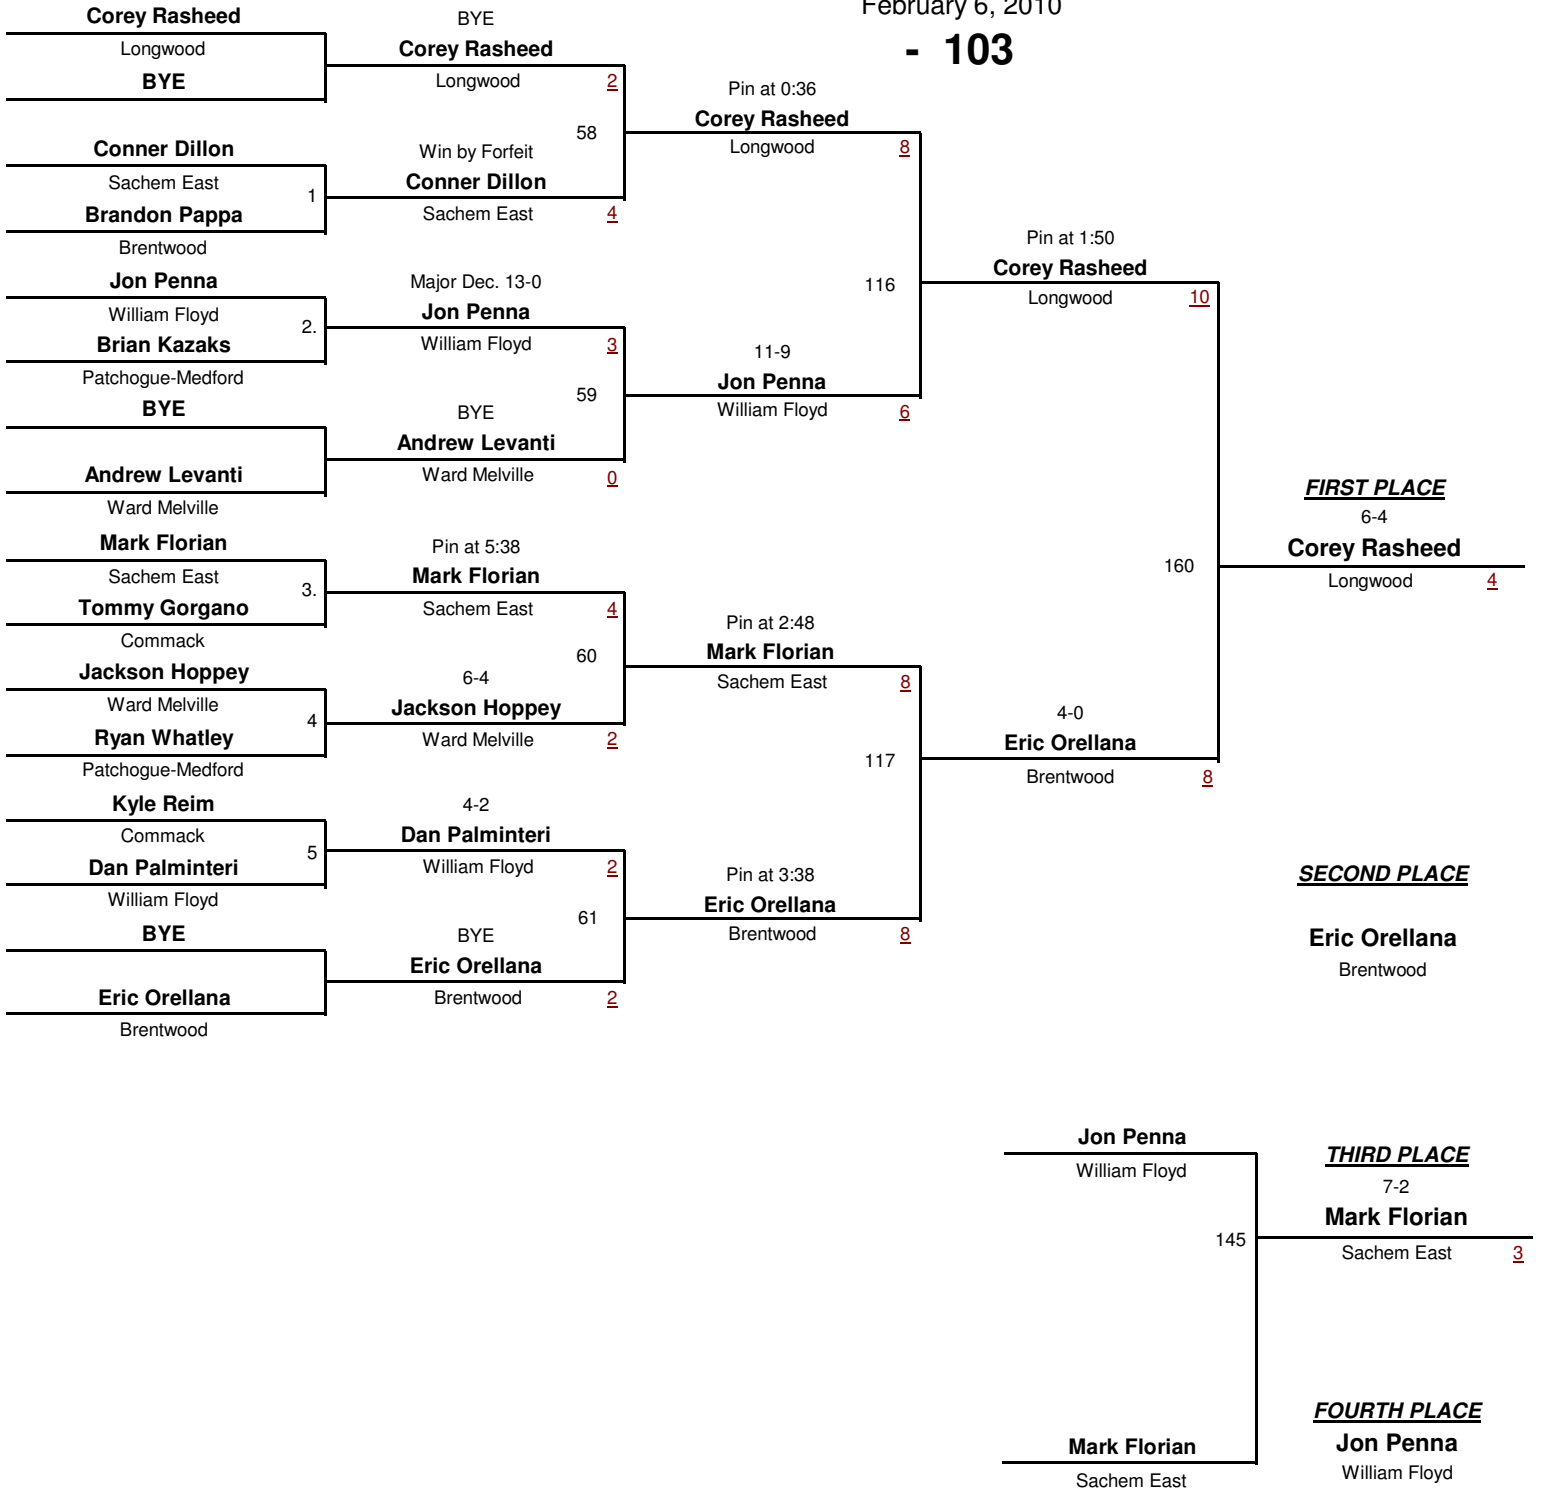 February 6, 2010
- 103
Corey Rasheed
Longwood
BYE
Conner Dillon
Sachem East
1
Brandon Pappa
Brentwood
Jon Penna
William Floyd
2.
Brian Kazaks
Patchogue-Medford
BYE
Andrew Levanti
Ward Melville
Mark Florian
Sachem East
3.
Tommy Gorgano
Commack
Jackson Hoppey
Ward Melville
4
Ryan Whatley
Patchogue-Medford
Kyle Reim
Commack
5
Dan Palminteri
William Floyd
BYE
Eric Orellana
Brentwood
BYE
Corey Rasheed
Longwood 2
58
Win by Forfeit
Conner Dillon
Sachem East 4
Major Dec. 13-0
Jon Penna
William Floyd 3
59
BYE
Andrew Levanti
Ward Melville 0
Pin at 5:38
Mark Florian
Sachem East 4
60
6-4
Jackson Hoppey
Ward Melville 2
4-2
Dan Palminteri
William Floyd 2
61
BYE
Eric Orellana
Brentwood 2
Pin at 0:36
Corey Rasheed
Longwood 8
116
11-9
Jon Penna
William Floyd 6
Pin at 2:48
Mark Florian
Sachem East 8
117
Pin at 3:38
Eric Orellana
Brentwood 8
Pin at 1:50
Corey Rasheed
Longwood 10
160
4-0
Eric Orellana
Brentwood 8
FIRST PLACE
6-4
Corey Rasheed
Longwood 4
SECOND PLACE
Eric Orellana
Brentwood
Jon Penna
William Floyd
145
Mark Florian
Sachem East
THIRD PLACE
7-2
Mark Florian
Sachem East 3
FOURTH PLACE
Jon Penna
William Floyd